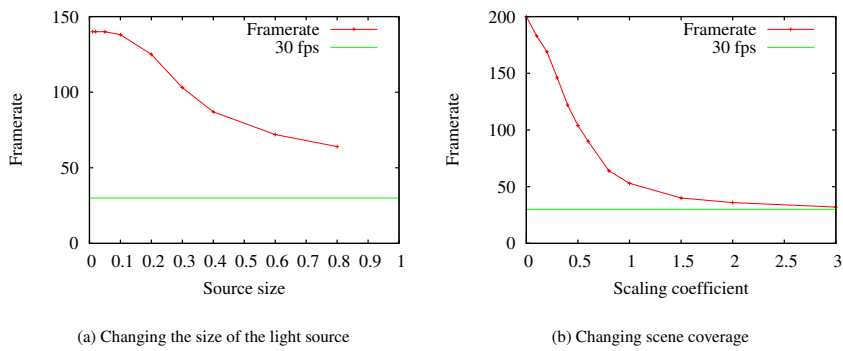 150
100
50
0
Framerate
Framerate
30 fps
0 0.1 0.2 0.3 0.4 0.5 0.6 0.7 0.8 0.9 1
Source size
(a) Changing the size of the light source
200
150
100
50
0
Framerate
Framerate
30 fps
0 0.5 1 1.5 2 2.5 3
Scaling coefficient
(b) Changing scene coverage